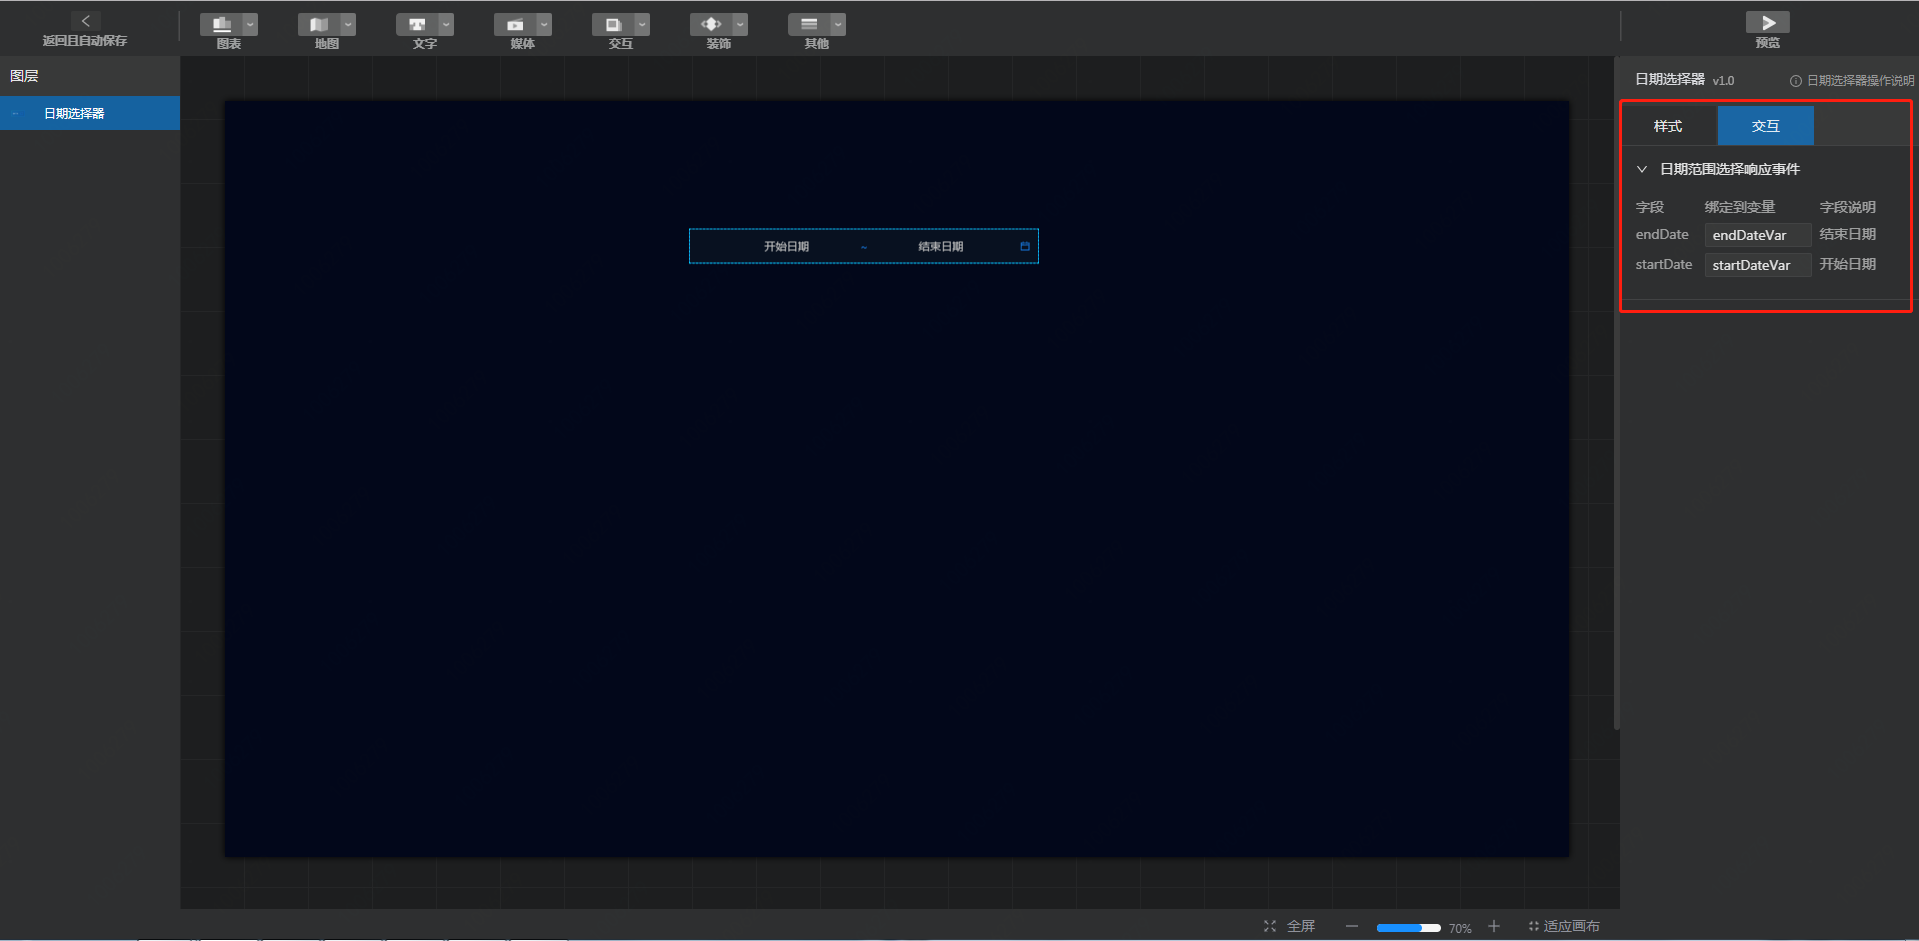 返回且自动保存
图表
地图
文字
媒体
交互
装饰
其他
预览
图层
日期选择器
日期选择器 v1.0
日期选择器操作说明
样式
交互
日期范围选择响应事件
字段 绑定到变量 字段说明
endDate endDateVar 结束日期
startDate startDateVar 开始日期
开始日期 ~ 结束日期
全屏
70%
适应画布